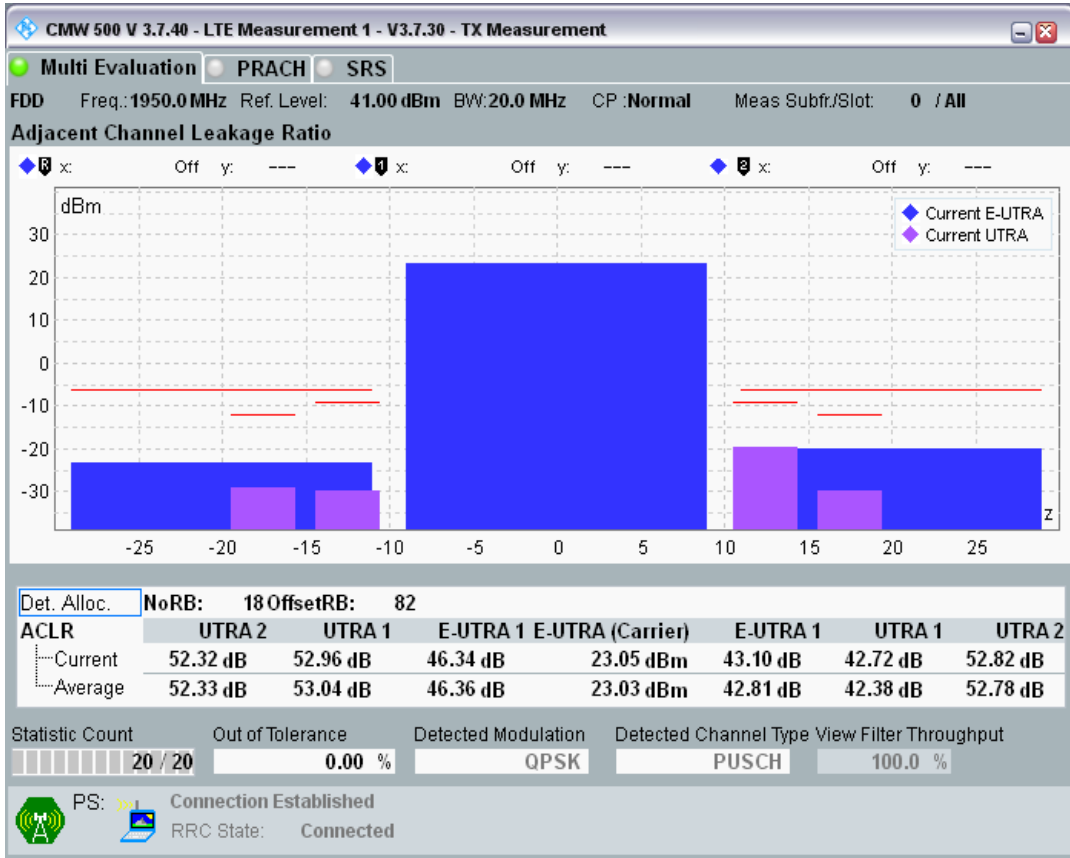 CMW 500 V 3.7.40 - LTE Measurement 1 - V3.7.30 - TX Measurement
Multi Evaluation PRACH SRS
FDD Freq.: 1950.0 MHz Ref. Level: 41.00 dBm BW: 20.0 MHz CP : Normal Meas Subfr./Slot: 0 / All
Adjacent Channel Leakage Ratio
R x: Off y: --- 1 x: Off y: --- 2 x: Off y: ---
dBm
Current E-UTRA
Current UTRA
30
20
10
0
-10
-20
-30
z
-25 -20 -15 -10 -5 0 5 10 15 20 25
Det. Alloc. NoRB: 18 OffsetRB: 82
ACLR UTRA 2 UTRA 1 E-UTRA 1 E-UTRA (Carrier) E-UTRA 1 UTRA 1 UTRA 2
Current 52.32 dB 52.96 dB 46.34 dB 23.05 dBm 43.10 dB 42.72 dB 52.82 dB
Average 52.33 dB 53.04 dB 46.36 dB 23.03 dBm 42.81 dB 42.38 dB 52.78 dB
Statistic Count Out of Tolerance Detected Modulation Detected Channel Type View Filter Throughput
20 / 20 0.00 % QPSK PUSCH 100.0 %
PS: Connection Established
RRC State: Connected